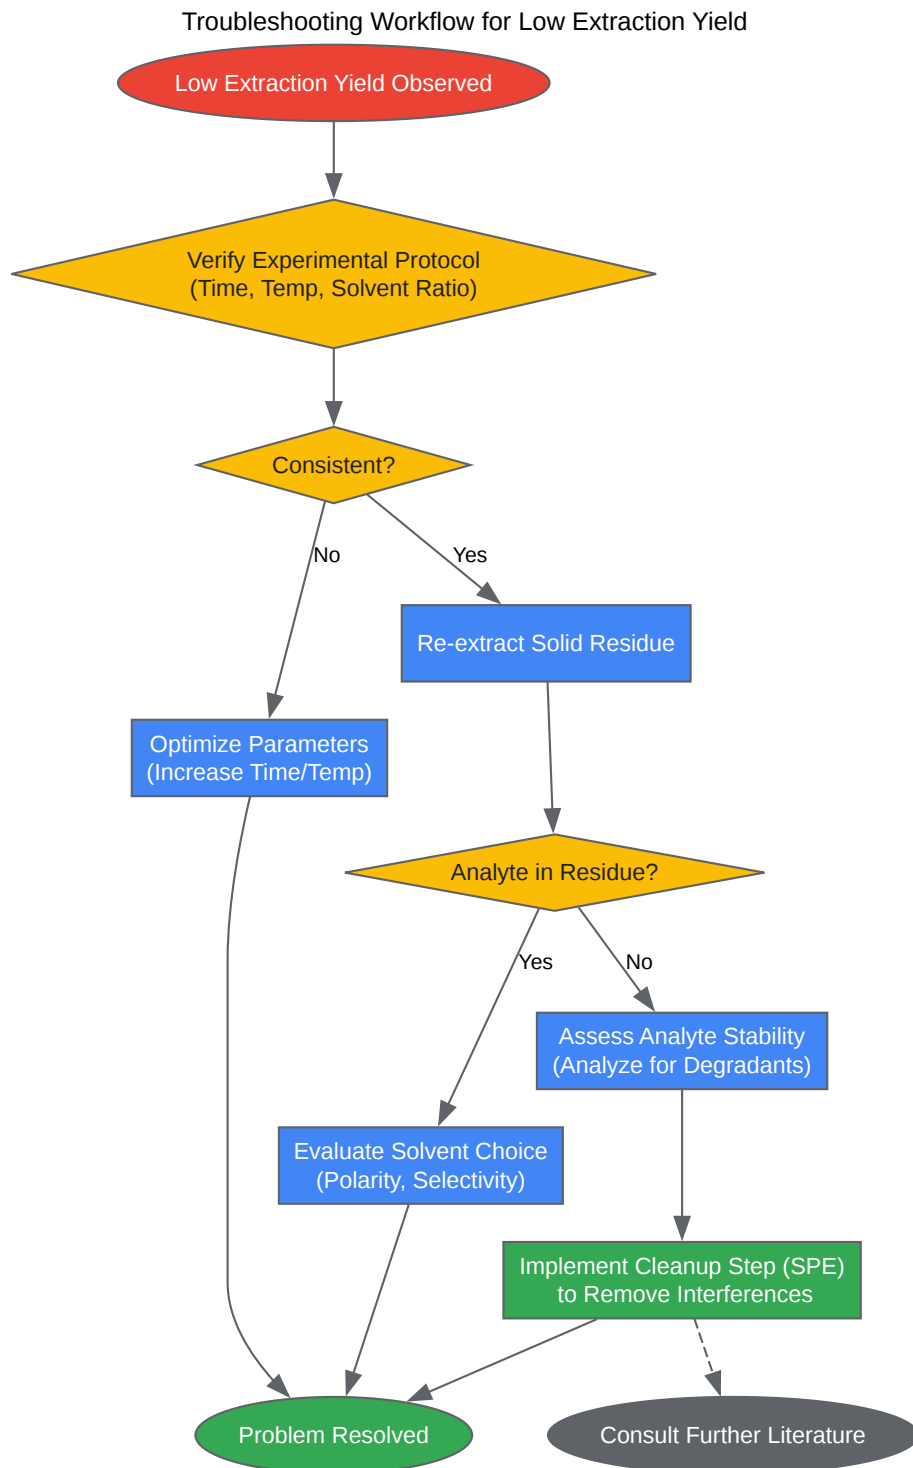 Troubleshooting Workflow for Low Extraction Yield
Low Extraction Yield Observed
Verify Experimental Protocol
(Time, Temp, Solvent Ratio)
Consistent?
No
Yes
Re-extract Solid Residue
Optimize Parameters
(Increase Time/Temp)
Analyte in Residue?
Yes
No
Assess Analyte Stability
(Analyze for Degradants)
Evaluate Solvent Choice
(Polarity, Selectivity)
Implement Cleanup Step (SPE)
to Remove Interferences
Problem Resolved
Consult Further Literature